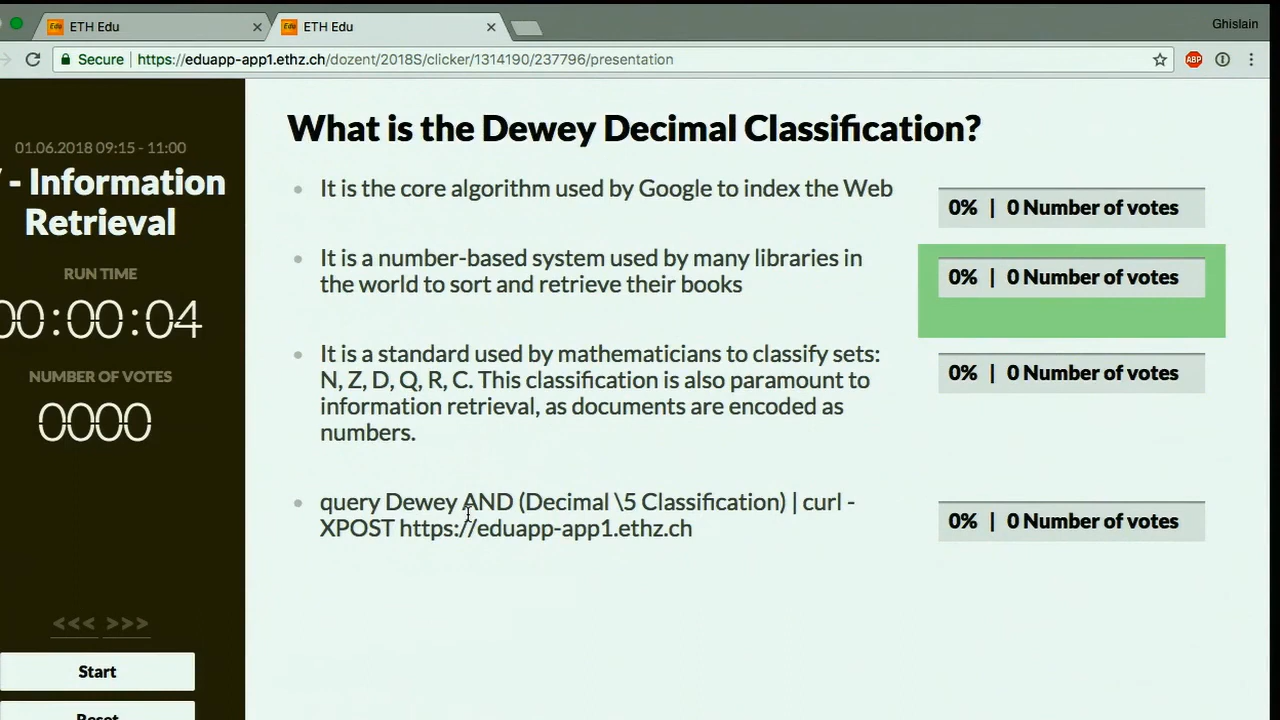 ETH Edu
ETH Edu
Ghislain
Secure
https://eduapp-app1.ethz.ch/dozent/2018S/clicker/1314190/237796/presentation
ABP
01.06.2018 09:15 - 11:00
- Information
Retrieval
RUN TIME
00:00:04
NUMBER OF VOTES
0000
<<< >>>
Start
Reset
What is the Dewey Decimal Classification?
It is the core algorithm used by Google to index the Web
0% | 0 Number of votes
It is a number-based system used by many libraries in
the world to sort and retrieve their books
0% | 0 Number of votes
It is a standard used by mathematicians to classify sets:
N, Z, D, Q, R, C. This classification is also paramount to
information retrieval, as documents are encoded as
numbers.
0% | 0 Number of votes
query Dewey AND (Decimal \5 Classification) | curl -
XPOST https://eduapp-app1.ethz.ch
0% | 0 Number of votes